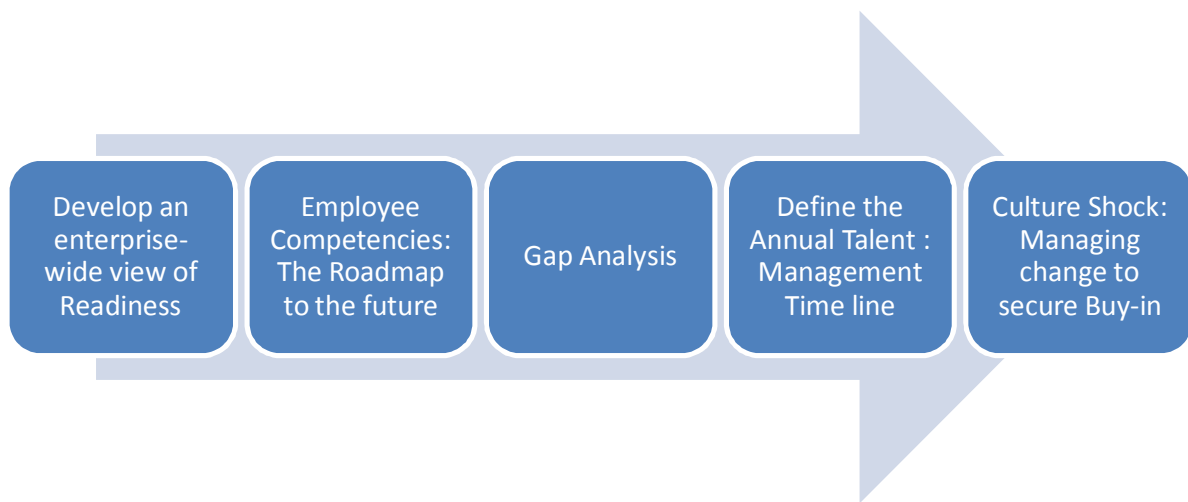 Develop an
enterprise-
wide view of
Readiness
Employee
Competencies:
The Roadmap
to the future
Gap Analysis
Define the
Annual Talent :
Management
Time line
Culture Shock:
Managing
change to
secure Buy-in